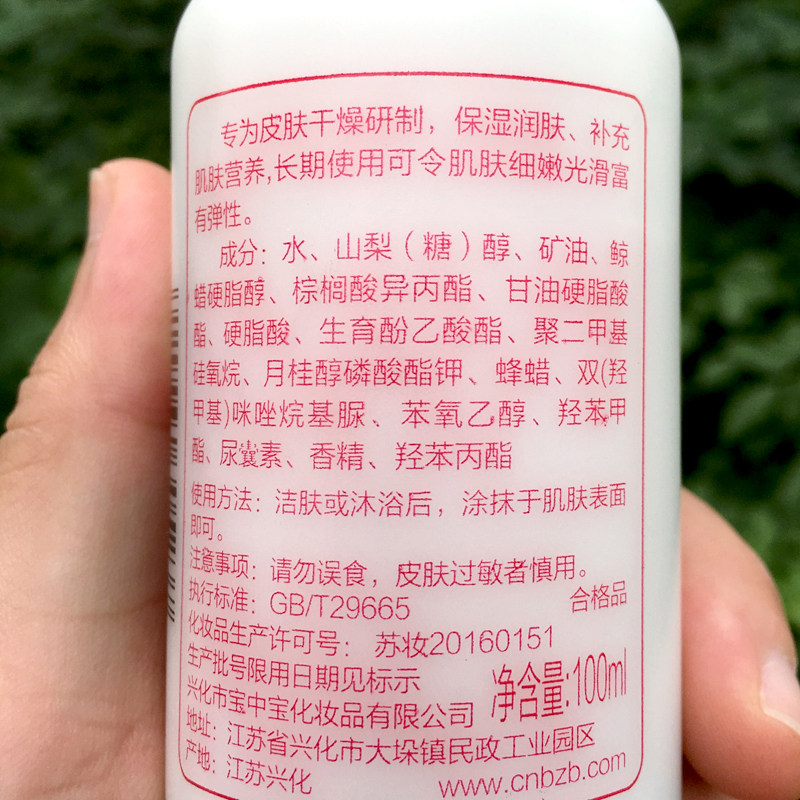 专为皮肤干燥研制，保湿润肤、补充
肌肤营养,长期使用可令肌肤细嫩光滑富
有弹性。
成分：水、山梨（糖）醇、矿油、鲸
蜡硬脂醇、棕榈酸异丙酯、甘油硬脂酸
酯、硬脂酸、生育酚乙酸酯、聚二甲基
硅氧烷、月桂醇磷酸酯钾、蜂蜡、双(羟
甲基)咪唑烷基脲、苯氧乙醇、羟苯甲
酯、尿囊素、香精、羟苯丙酯
使用方法：洁肤或沐浴后，涂抹于肌肤表面
即可。
注意事项：请勿误食，皮肤过敏者慎用。
执行标准：GB/T29665 合格品
化妆品生产许可号：苏妆20160151
生产批号限用日期见标示
净含量:100ml
兴化市宝中宝化妆品有限公司
地址：江苏省兴化市大垛镇民政工业园区
产地：江苏兴化
www.cnbzb.com